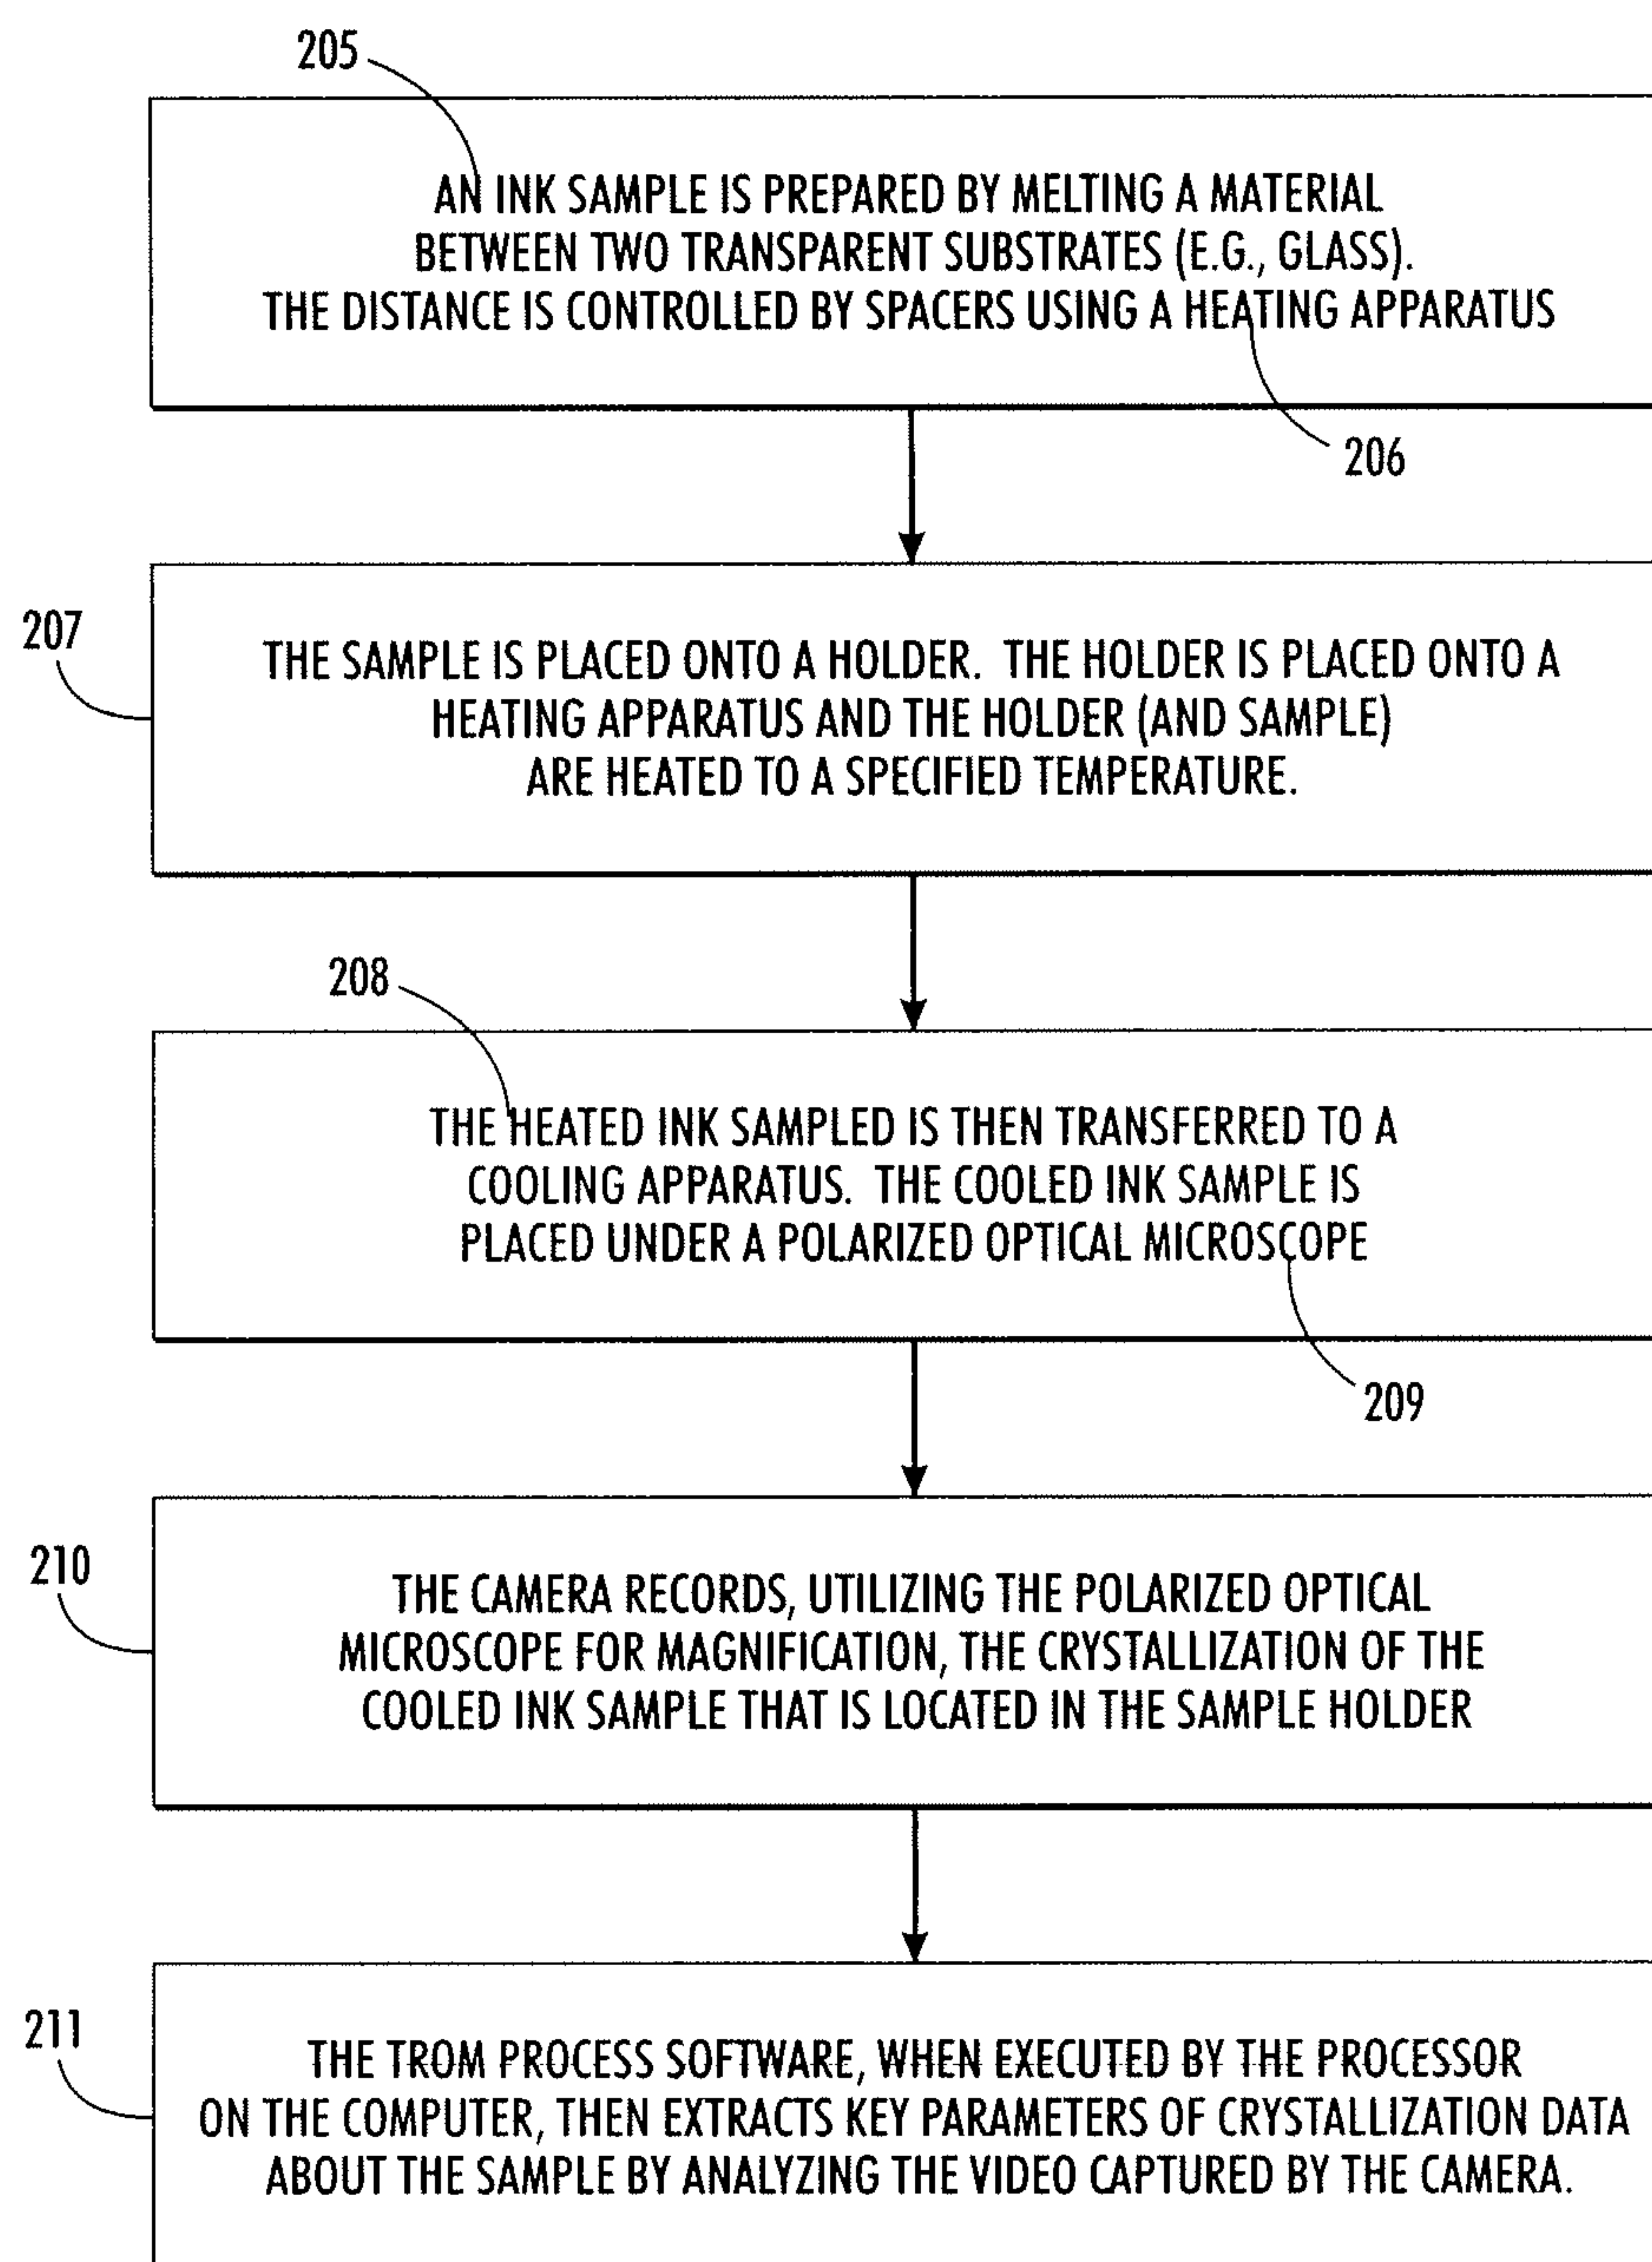 205
AN INK SAMPLE IS PREPARED BY MELTING A MATERIAL
BETWEEN TWO TRANSPARENT SUBSTRATES (E.G., GLASS).
THE DISTANCE IS CONTROLLED BY SPACERS USING A HEATING APPARATUS
206
207
THE SAMPLE IS PLACED ONTO A HOLDER. THE HOLDER IS PLACED ONTO A
HEATING APPARATUS AND THE HOLDER (AND SAMPLE)
ARE HEATED TO A SPECIFIED TEMPERATURE.
208
THE HEATED INK SAMPLED IS THEN TRANSFERRED TO A
COOLING APPARATUS. THE COOLED INK SAMPLE IS
PLACED UNDER A POLARIZED OPTICAL MICROSCOPE
209
210
THE CAMERA RECORDS, UTILIZING THE POLARIZED OPTICAL
MICROSCOPE FOR MAGNIFICATION, THE CRYSTALLIZATION OF THE
COOLED INK SAMPLE THAT IS LOCATED IN THE SAMPLE HOLDER
211
THE TROM PROCESS SOFTWARE, WHEN EXECUTED BY THE PROCESSOR
ON THE COMPUTER, THEN EXTRACTS KEY PARAMETERS OF CRYSTALLIZATION DATA
ABOUT THE SAMPLE BY ANALYZING THE VIDEO CAPTURED BY THE CAMERA.